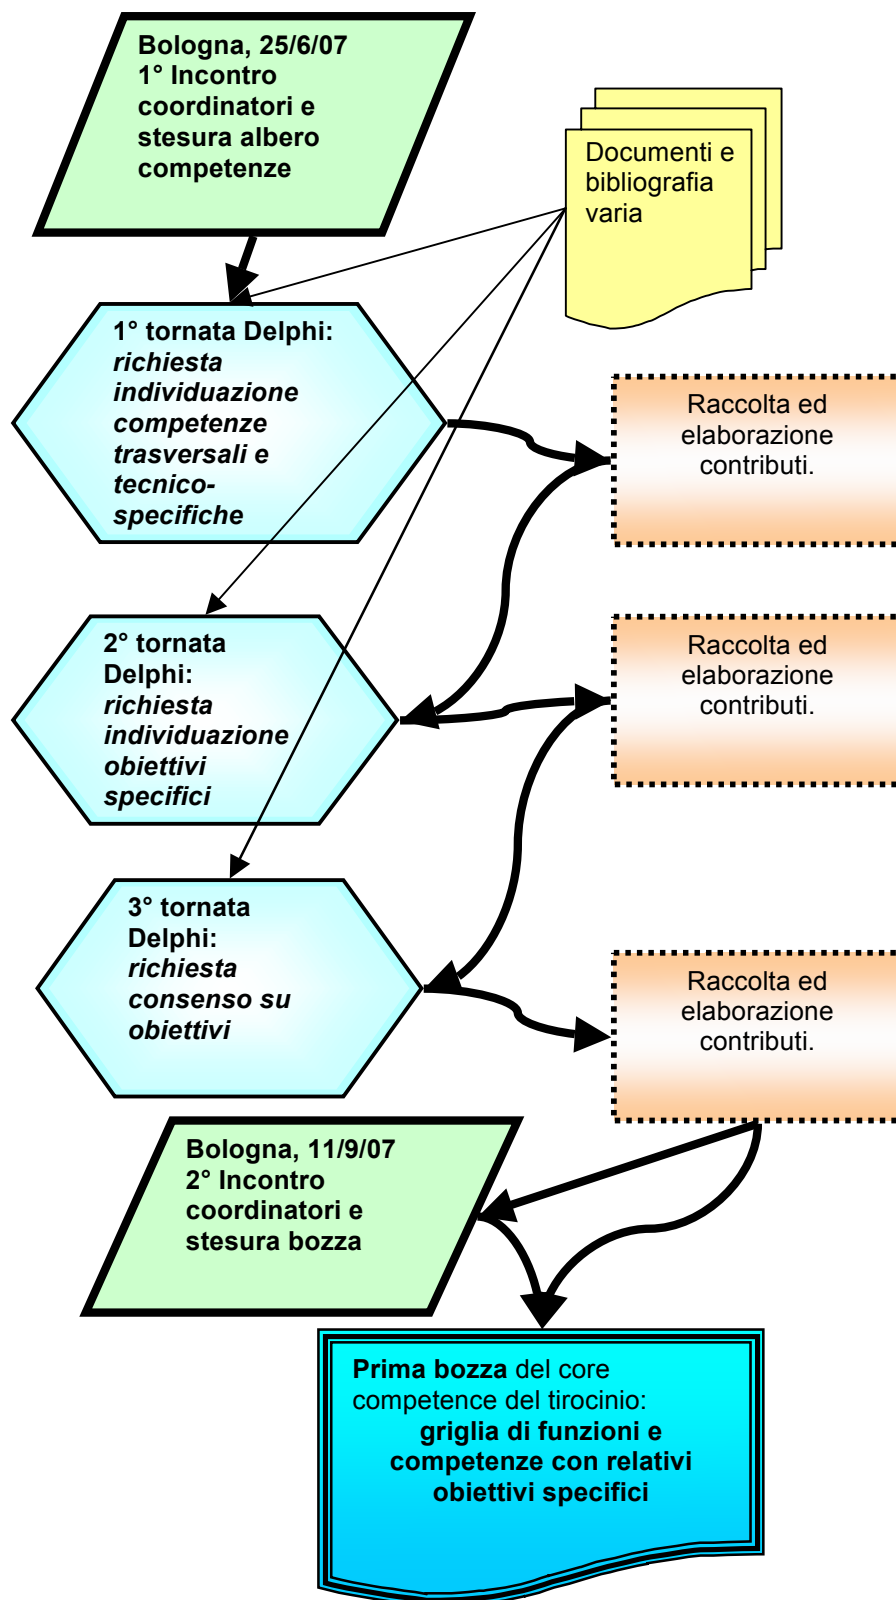 Bologna, 25/6/07
1° Incontro
coordinatori e
stesura albero
competenze
Documenti e
bibliografia
varia
1° tornata Delphi:
richiesta
individuazione
competenze
trasversali e
tecnico-
specifiche
Raccolta ed
elaborazione
contributi.
2° tornata
Delphi:
richiesta
individuazione
obiettivi
specifici
Raccolta ed
elaborazione
contributi.
3° tornata
Delphi:
richiesta
consenso su
obiettivi
Raccolta ed
elaborazione
contributi.
Bologna, 11/9/07
2° Incontro
coordinatori e
stesura bozza
Prima bozza del core
competence del tirocinio:
griglia di funzioni e
competenze con relativi
obiettivi specifici